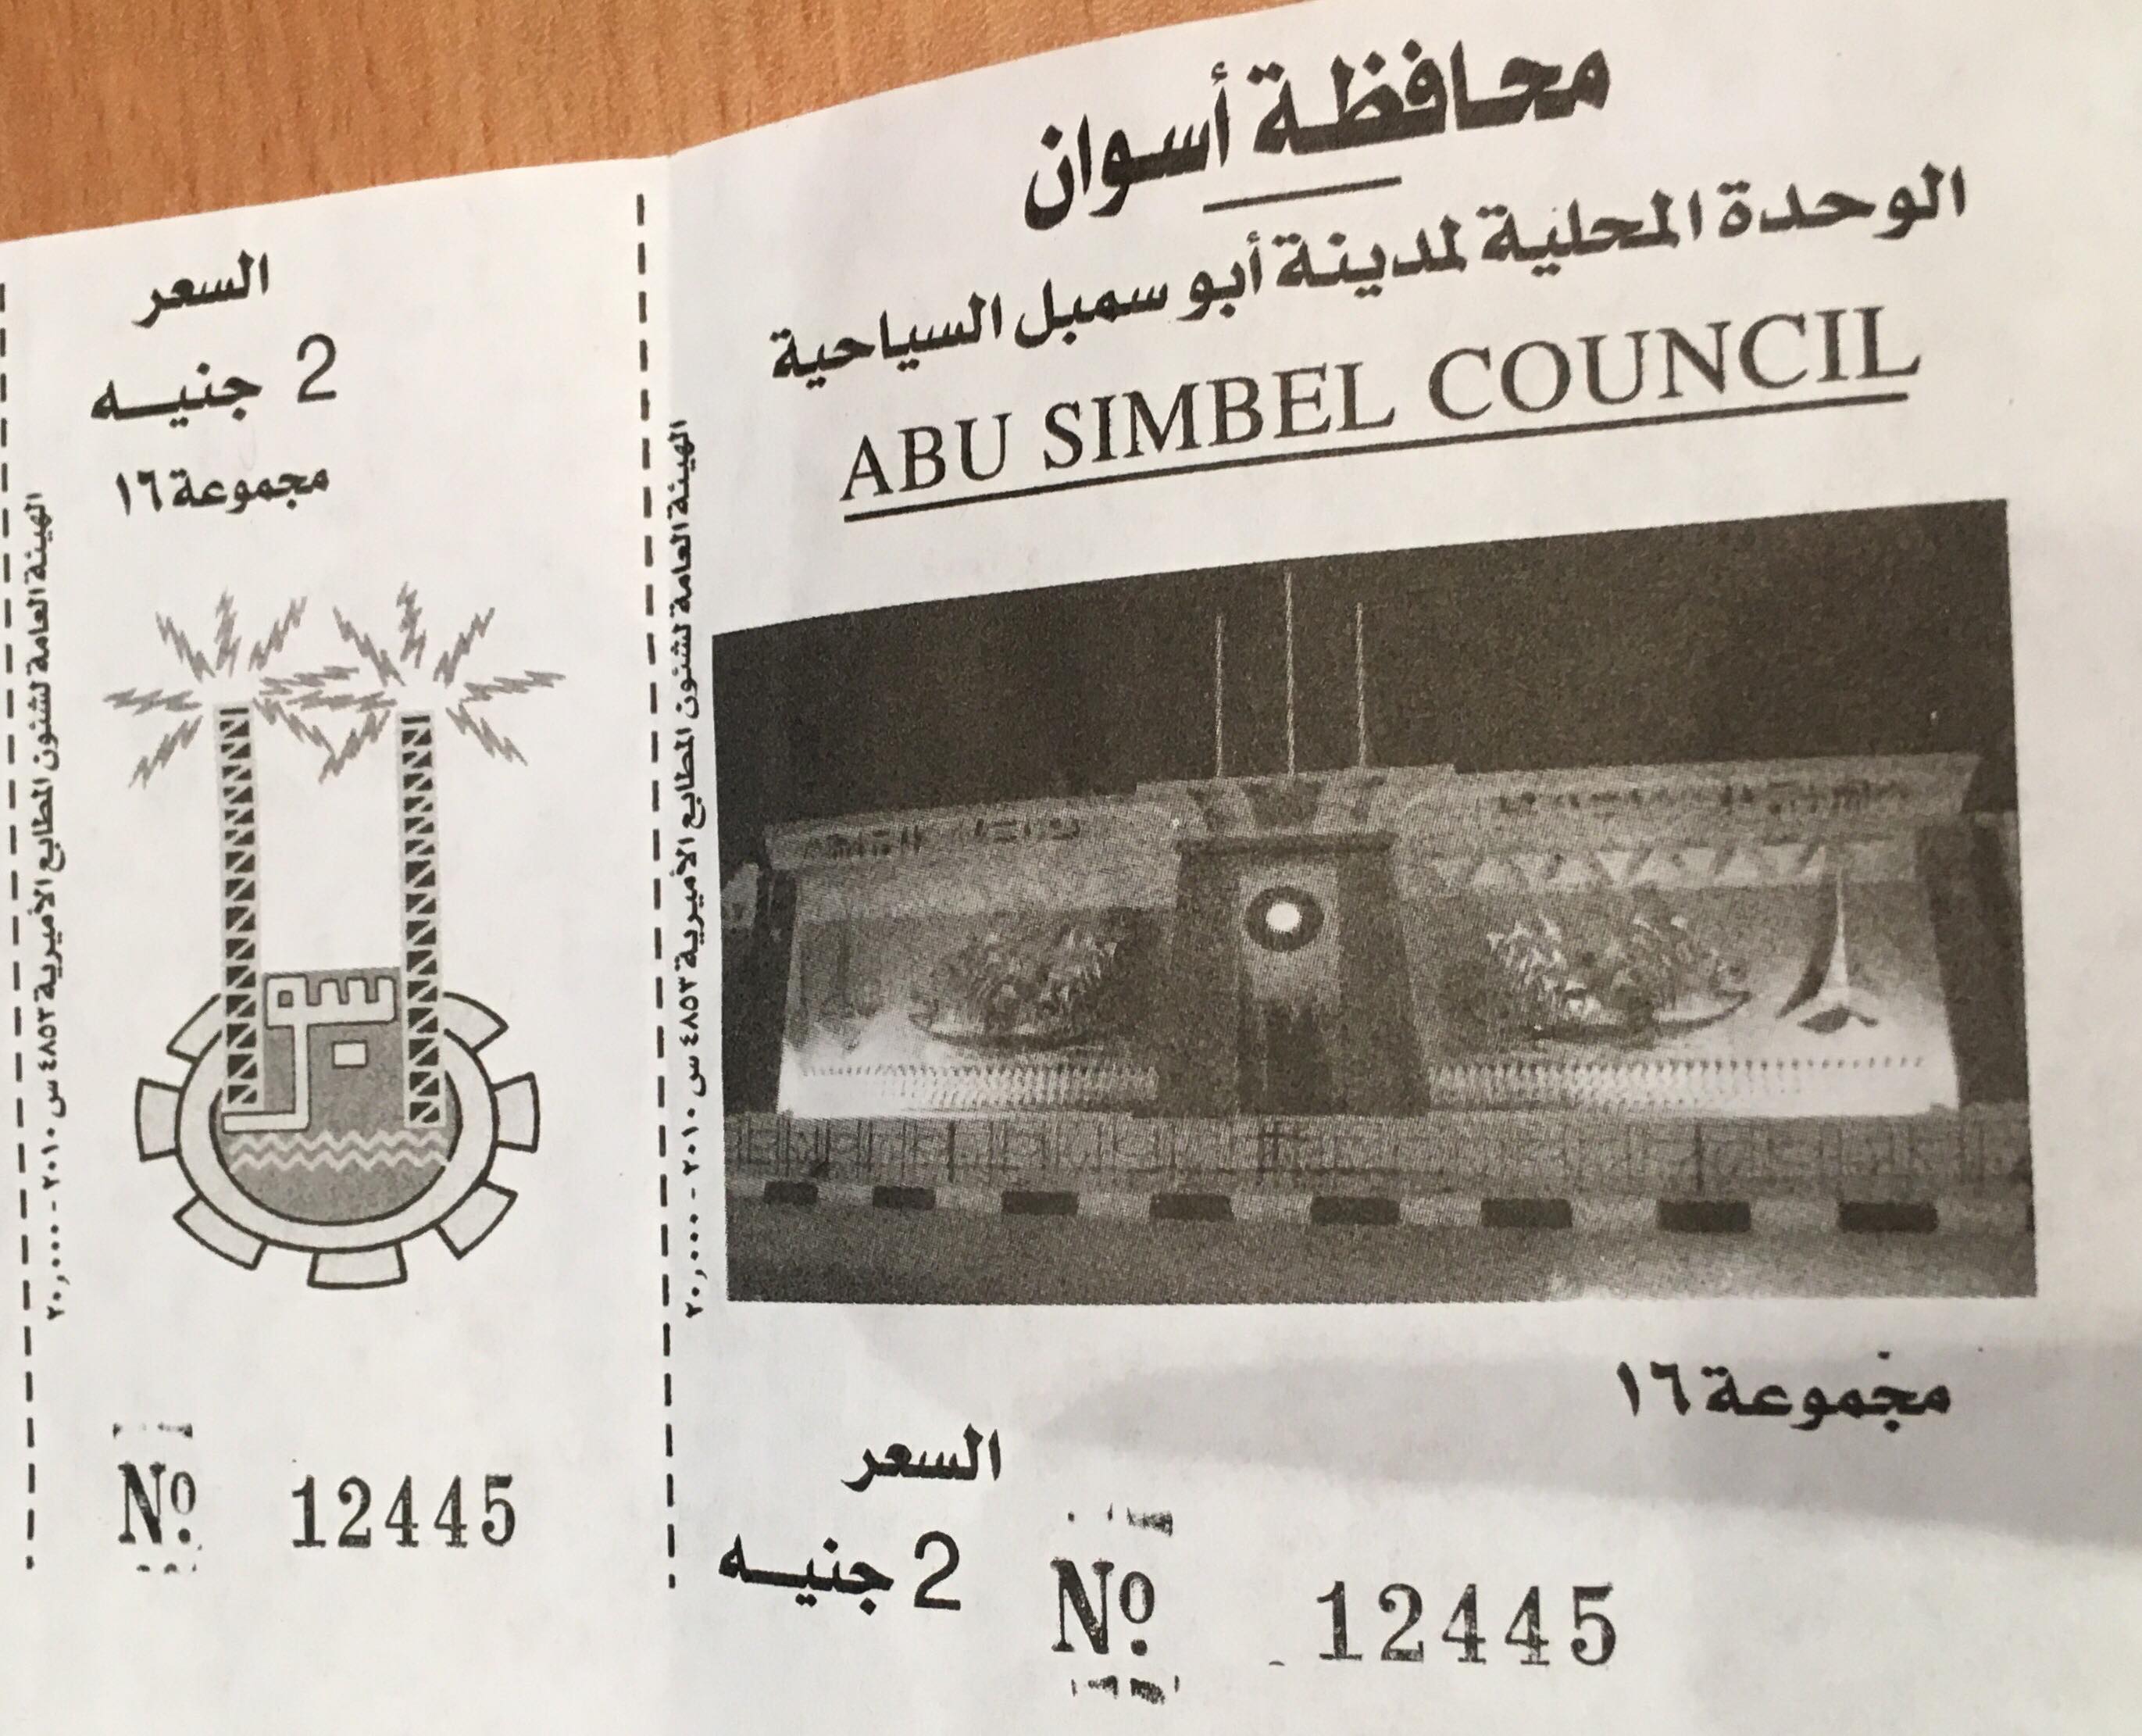 محافظة أسوان
الوحدة المحلية لمدينة أبو سمبل السياحية
ABU SIMBEL COUNCIL
مجموعة ١٦
السعر
2 جنيه
Nº 12445
الهيئة العامة لشئون المطابع الأميرية ٤٨٥٣ س ٢٠١٠ - ٢٠,٠٠٠
السعر
2 جنيه
مجموعة ١٦
Nº 12445
الهيئة العامة لشئون المطابع الأميرية ٤٨٥٣ س ٢٠١٠ - ٢٠,٠٠٠